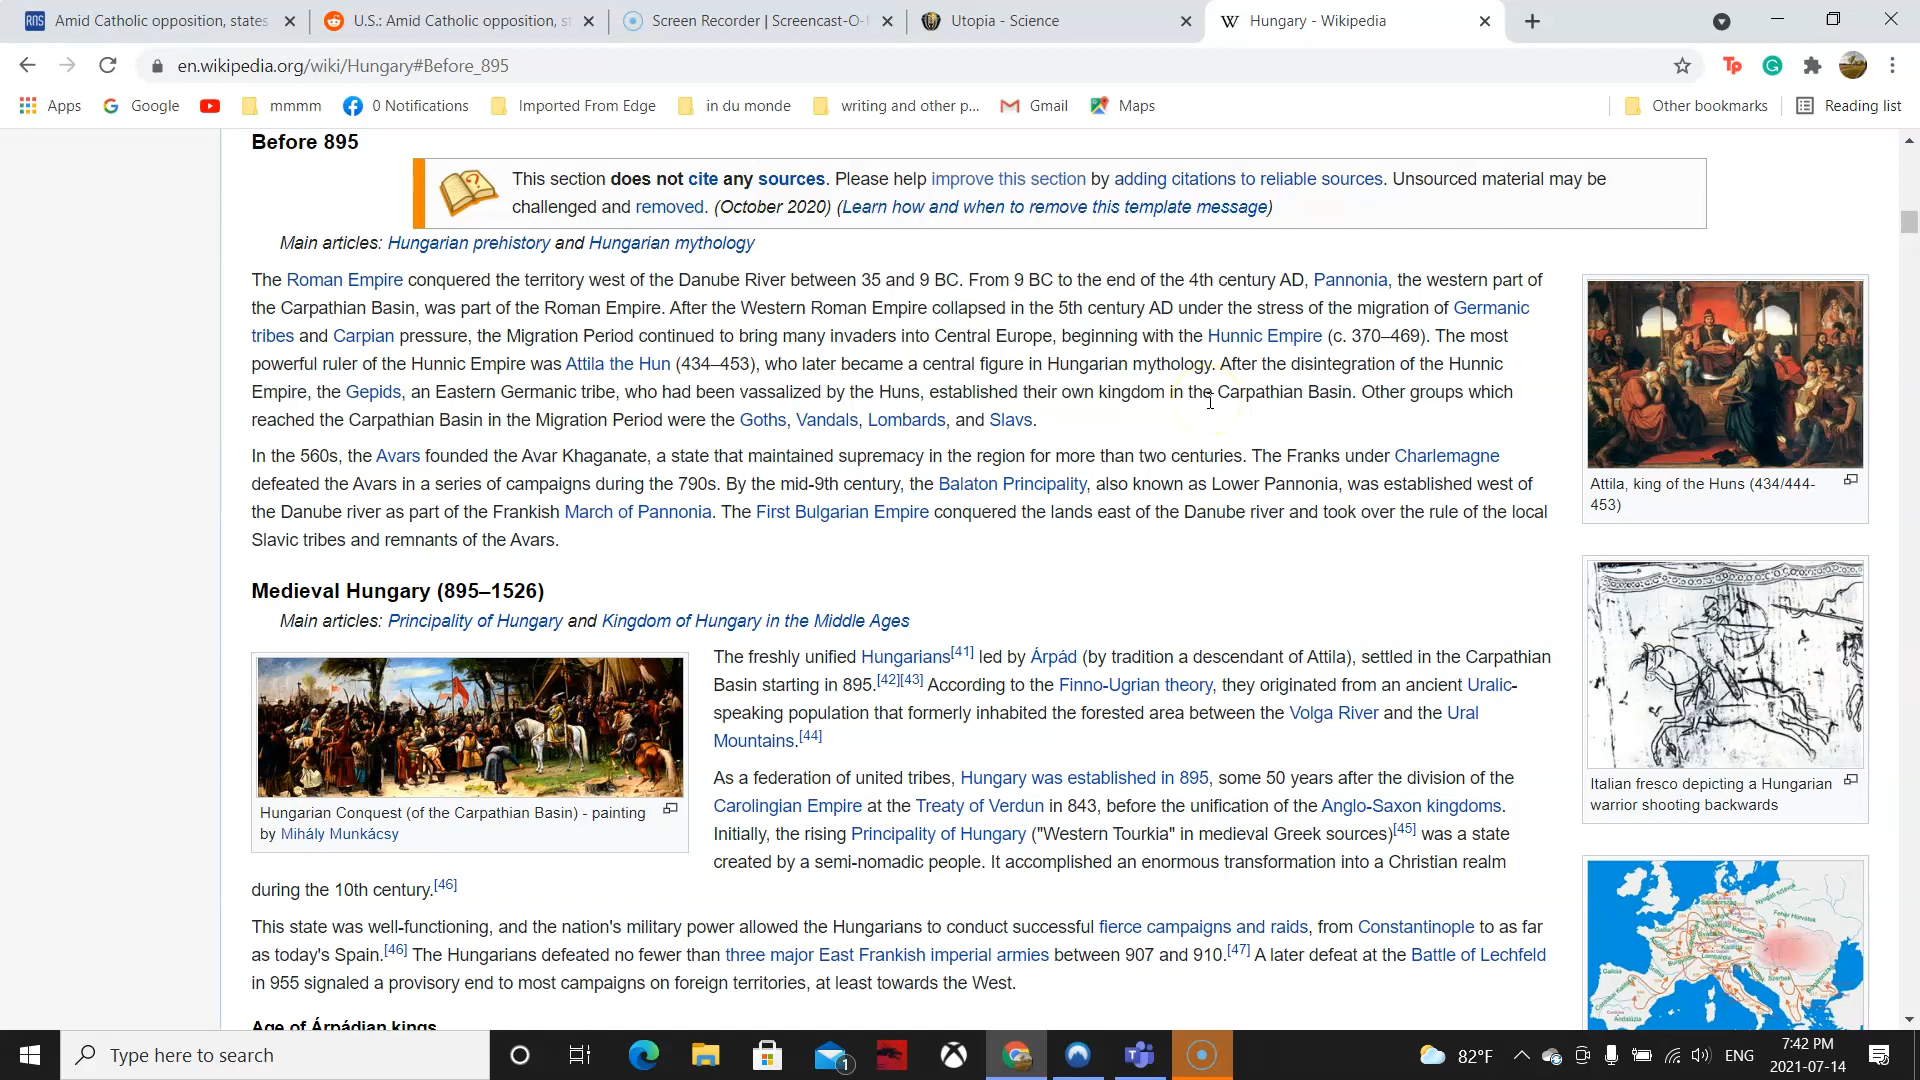 Amid Catholic opposition, states
U.S.: Amid Catholic opposition, st
Screen Recorder | Screencast-O-M
Utopia - Science
Hungary - Wikipedia
en.wikipedia.org/wiki/Hungary#Before_895
Apps
Google
mmmm
0 Notifications
Imported From Edge
in du monde
writing and other p...
Gmail
Maps
Other bookmarks
Reading list
Before 895
This section does not cite any sources. Please help improve this section by adding citations to reliable sources. Unsourced material may be
challenged and removed. (October 2020) (Learn how and when to remove this template message)
Main articles: Hungarian prehistory and Hungarian mythology
The Roman Empire conquered the territory west of the Danube River between 35 and 9 BC. From 9 BC to the end of the 4th century AD, Pannonia, the western part of
the Carpathian Basin, was part of the Roman Empire. After the Western Roman Empire collapsed in the 5th century AD under the stress of the migration of Germanic
tribes and Carpian pressure, the Migration Period continued to bring many invaders into Central Europe, beginning with the Hunnic Empire (c. 370–469). The most
powerful ruler of the Hunnic Empire was Attila the Hun (434–453), who later became a central figure in Hungarian mythology. After the disintegration of the Hunnic
Empire, the Gepids, an Eastern Germanic tribe, who had been vassalized by the Huns, established their own kingdom in the Carpathian Basin. Other groups which
reached the Carpathian Basin in the Migration Period were the Goths, Vandals, Lombards, and Slavs.
In the 560s, the Avars founded the Avar Khaganate, a state that maintained supremacy in the region for more than two centuries. The Franks under Charlemagne
defeated the Avars in a series of campaigns during the 790s. By the mid-9th century, the Balaton Principality, also known as Lower Pannonia, was established west of
the Danube river as part of the Frankish March of Pannonia. The First Bulgarian Empire conquered the lands east of the Danube river and took over the rule of the local
Slavic tribes and remnants of the Avars.
Attila, king of the Huns (434/444-
453)
Medieval Hungary (895–1526)
Main articles: Principality of Hungary and Kingdom of Hungary in the Middle Ages
Hungarian Conquest (of the Carpathian Basin) - painting
by Mihály Munkácsy
The freshly unified Hungarians[41] led by Árpád (by tradition a descendant of Attila), settled in the Carpathian
Basin starting in 895.[42][43] According to the Finno-Ugrian theory, they originated from an ancient Uralic-
speaking population that formerly inhabited the forested area between the Volga River and the Ural
Mountains.[44]
As a federation of united tribes, Hungary was established in 895, some 50 years after the division of the
Carolingian Empire at the Treaty of Verdun in 843, before the unification of the Anglo-Saxon kingdoms.
Initially, the rising Principality of Hungary ("Western Tourkia" in medieval Greek sources)[45] was a state
created by a semi-nomadic people. It accomplished an enormous transformation into a Christian realm
during the 10th century.[46]
Italian fresco depicting a Hungarian
warrior shooting backwards
This state was well-functioning, and the nation's military power allowed the Hungarians to conduct successful fierce campaigns and raids, from Constantinople to as far
as today's Spain.[46] The Hungarians defeated no fewer than three major East Frankish imperial armies between 907 and 910.[47] A later defeat at the Battle of Lechfeld
in 955 signaled a provisory end to most campaigns on foreign territories, at least towards the West.
Age of Árpádian kings
Type here to search
1
82°F
ENG
7:42 PM
2021-07-14